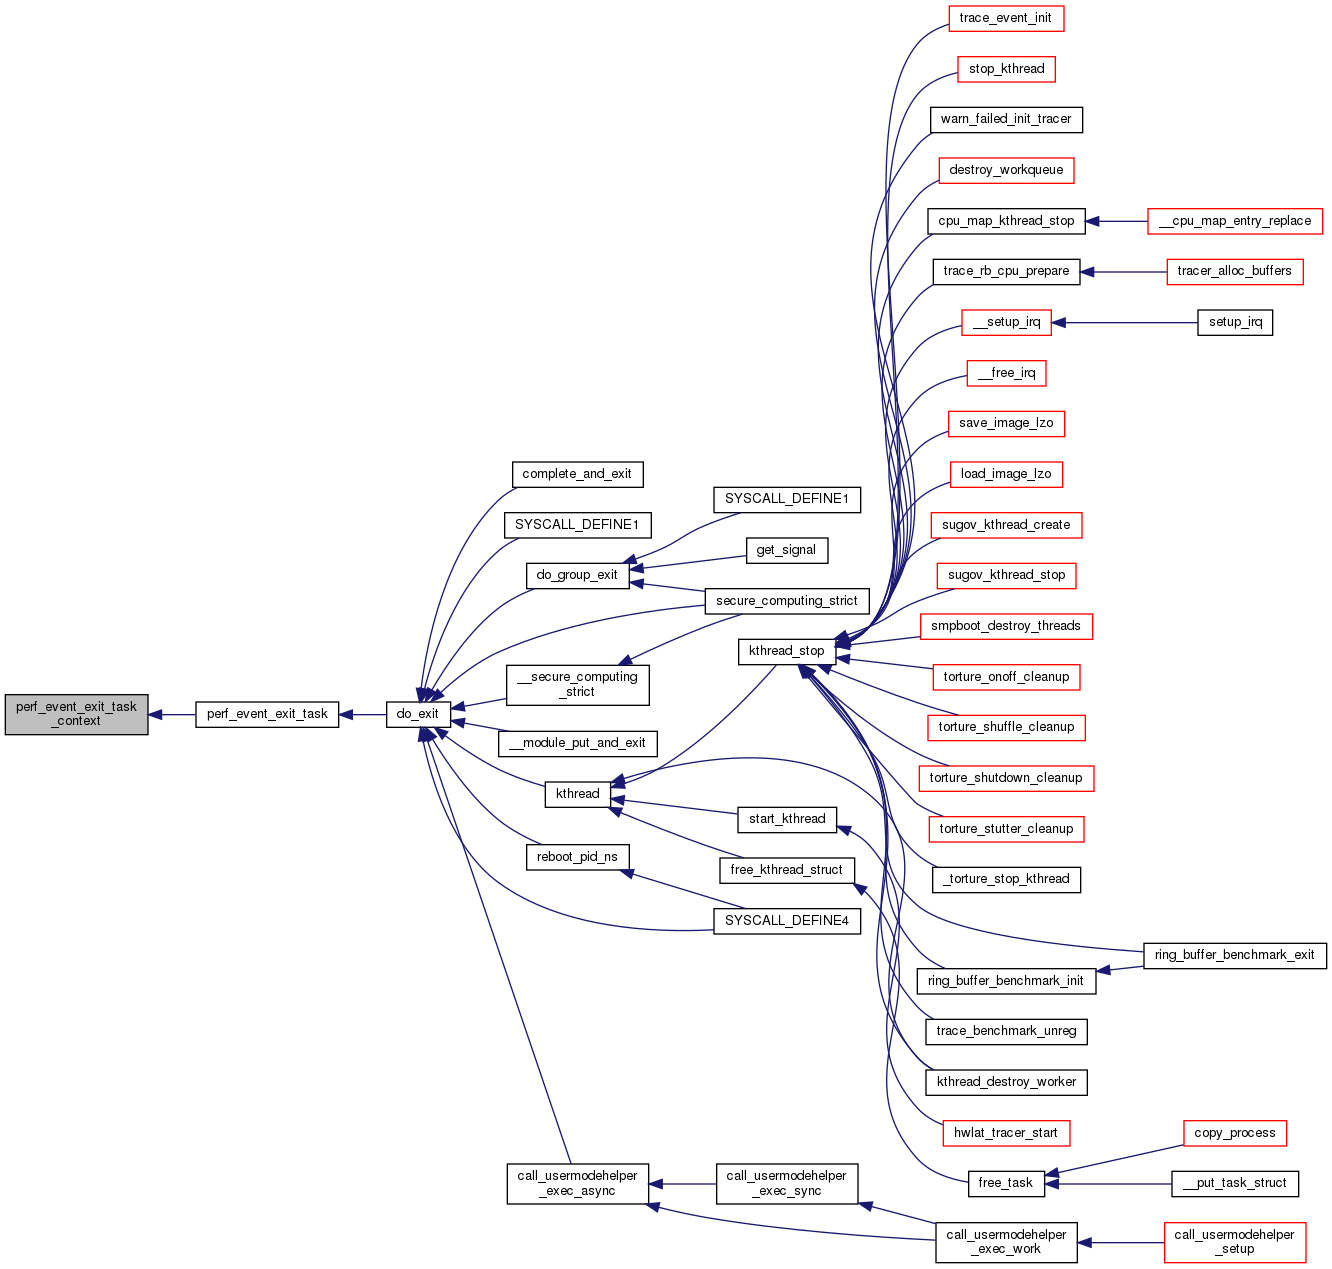 trace_event_init
stop_kthread
warn_failed_init_tracer
destroy_workqueue
cpu_map_kthread_stop
__cpu_map_entry_replace
trace_rb_cpu_prepare
tracer_alloc_buffers
__setup_irq
setup_irq
__free_irq
save_image_lzo
load_image_lzo
complete_and_exit
SYSCALL_DEFINE1
SYSCALL_DEFINE1
sugov_kthread_create
get_signal
do_group_exit
sugov_kthread_stop
secure_computing_strict
smpboot_destroy_threads
kthread_stop
__secure_computing
_strict
torture_onoff_cleanup
perf_event_exit_task
_context
perf_event_exit_task
do_exit
torture_shuffle_cleanup
__module_put_and_exit
torture_shutdown_cleanup
kthread
start_kthread
torture_stutter_cleanup
reboot_pid_ns
free_kthread_struct
_torture_stop_kthread
SYSCALL_DEFINE4
ring_buffer_benchmark_exit
ring_buffer_benchmark_init
trace_benchmark_unreg
kthread_destroy_worker
hwlat_tracer_start
copy_process
call_usermodehelper
_exec_async
call_usermodehelper
_exec_sync
free_task
__put_task_struct
call_usermodehelper
_exec_work
call_usermodehelper
_setup